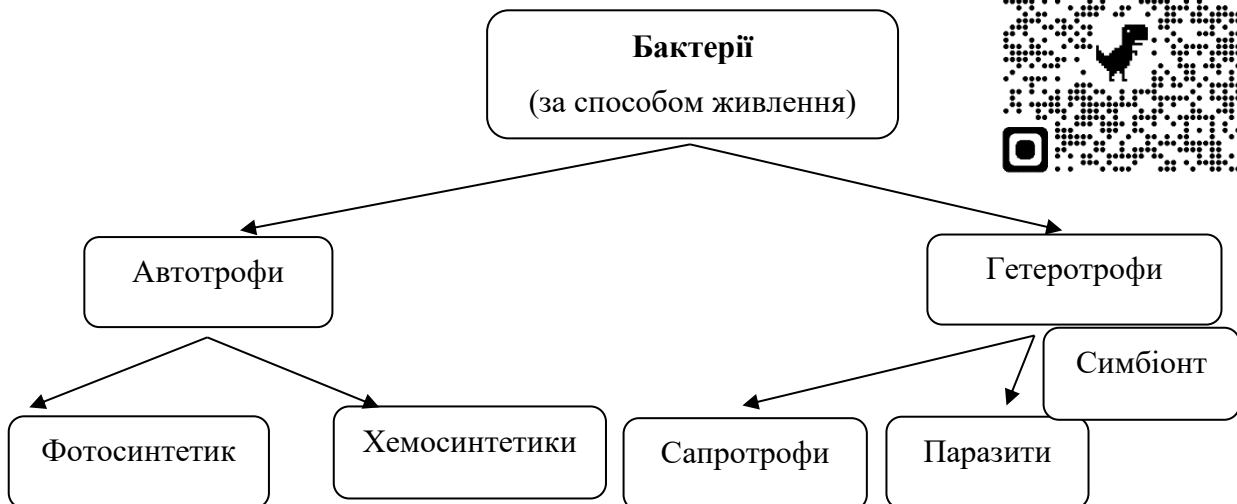 Бактерії
(за способом живлення)
Автотрофи
Гетеротрофи
Симбіонт
Фотосинтетик
Хемосинтетики
Сапротрофи
Паразити